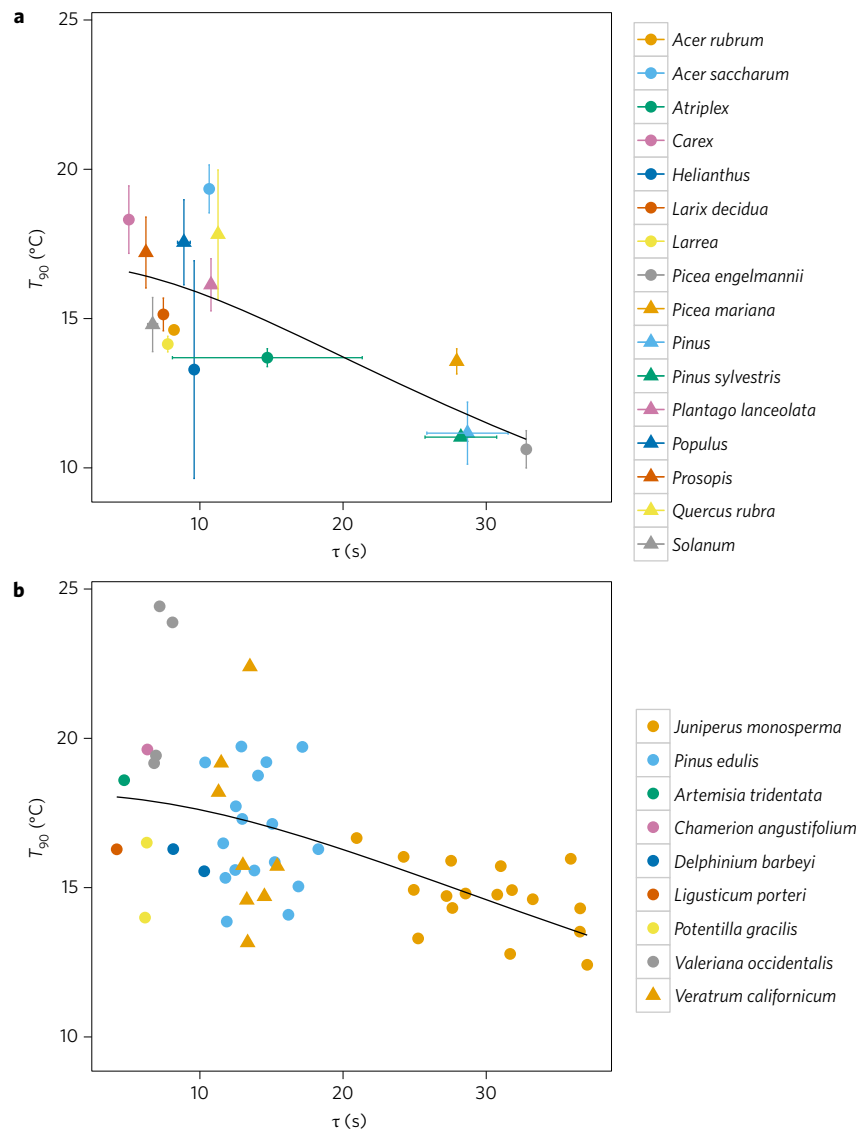 a
25
20
15
10
T90 (°C)
10 20 30
τ (s)
Acer rubrum
Acer saccharum
Atriplex
Carex
Helianthus
Larix decidua
Larrea
Picea engelmannii
Picea mariana
Pinus
Pinus sylvestris
Plantago lanceolata
Populus
Prosopis
Quercus rubra
Solanum
b
25
20
15
10
T90 (°C)
10 20 30
τ (s)
Juniperus monosperma
Pinus edulis
Artemisia tridentata
Chamerion angustifolium
Delphinium barbeyi
Ligusticum porteri
Potentilla gracilis
Valeriana occidentalis
Veratrum californicum